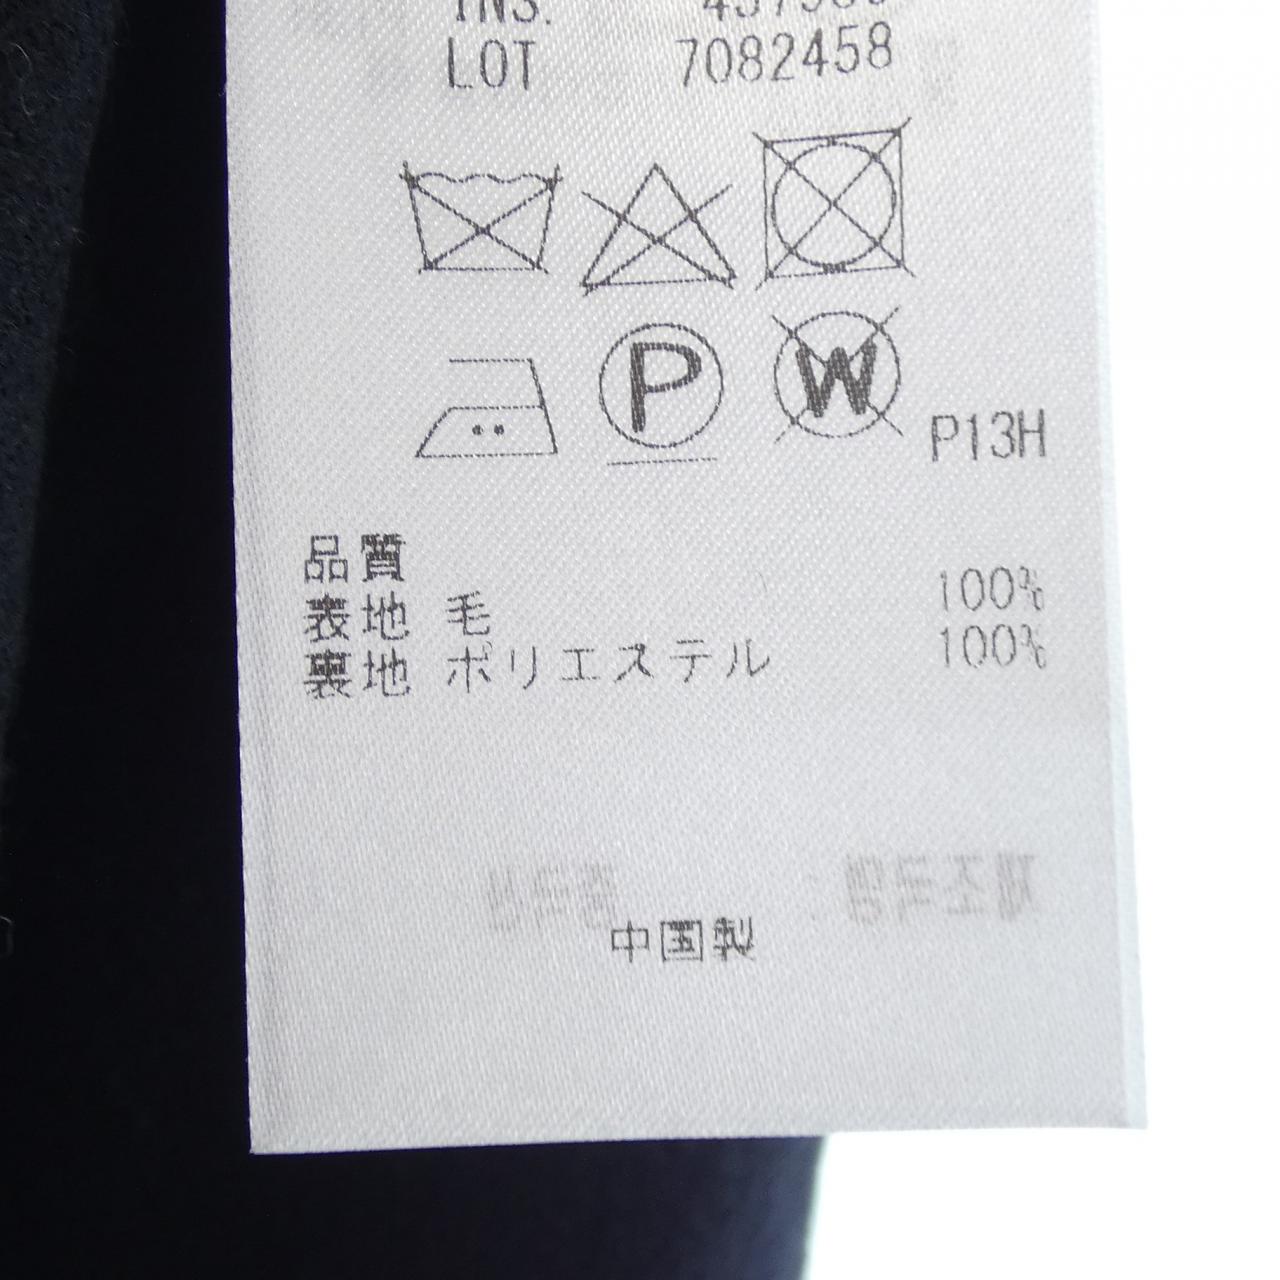 INS.
LOT 7082458
P
W
P13H
品質
表地 毛 100%
裏地 ポリエステル 100%
中国製